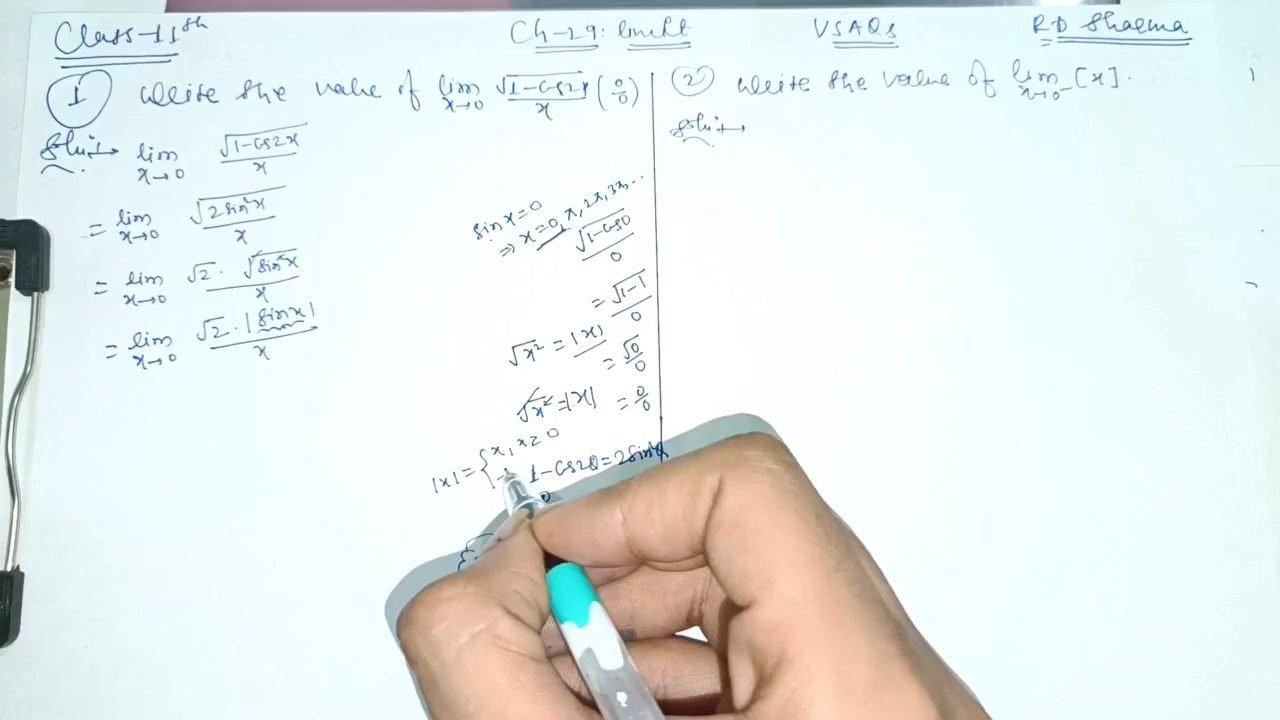 Class-11th
Ch-29: Limit
VSAQs
RD Sharma
1 Write the value of lim x→0 √(1-cos2x)/x (0/0)
Soln:→ lim x→0 √(1-cos2x)/x
= lim x→0 √(2sin²x)/x
= lim x→0 √2 · √(sin²x)/x
= lim x→0 √2 · |sinx|/x
sinx=0
⇒ x=0, π, 2π, 3π, ...
√(1-cos0)/0
= √(1-1)/0
√x² = |x|
= √0/0
√x² = |x|
= 0/0
|x| = { x, x≥0
1-cos2θ=2sin²θ
2 Write the value of lim x→0⁻ [x].
Soln:→